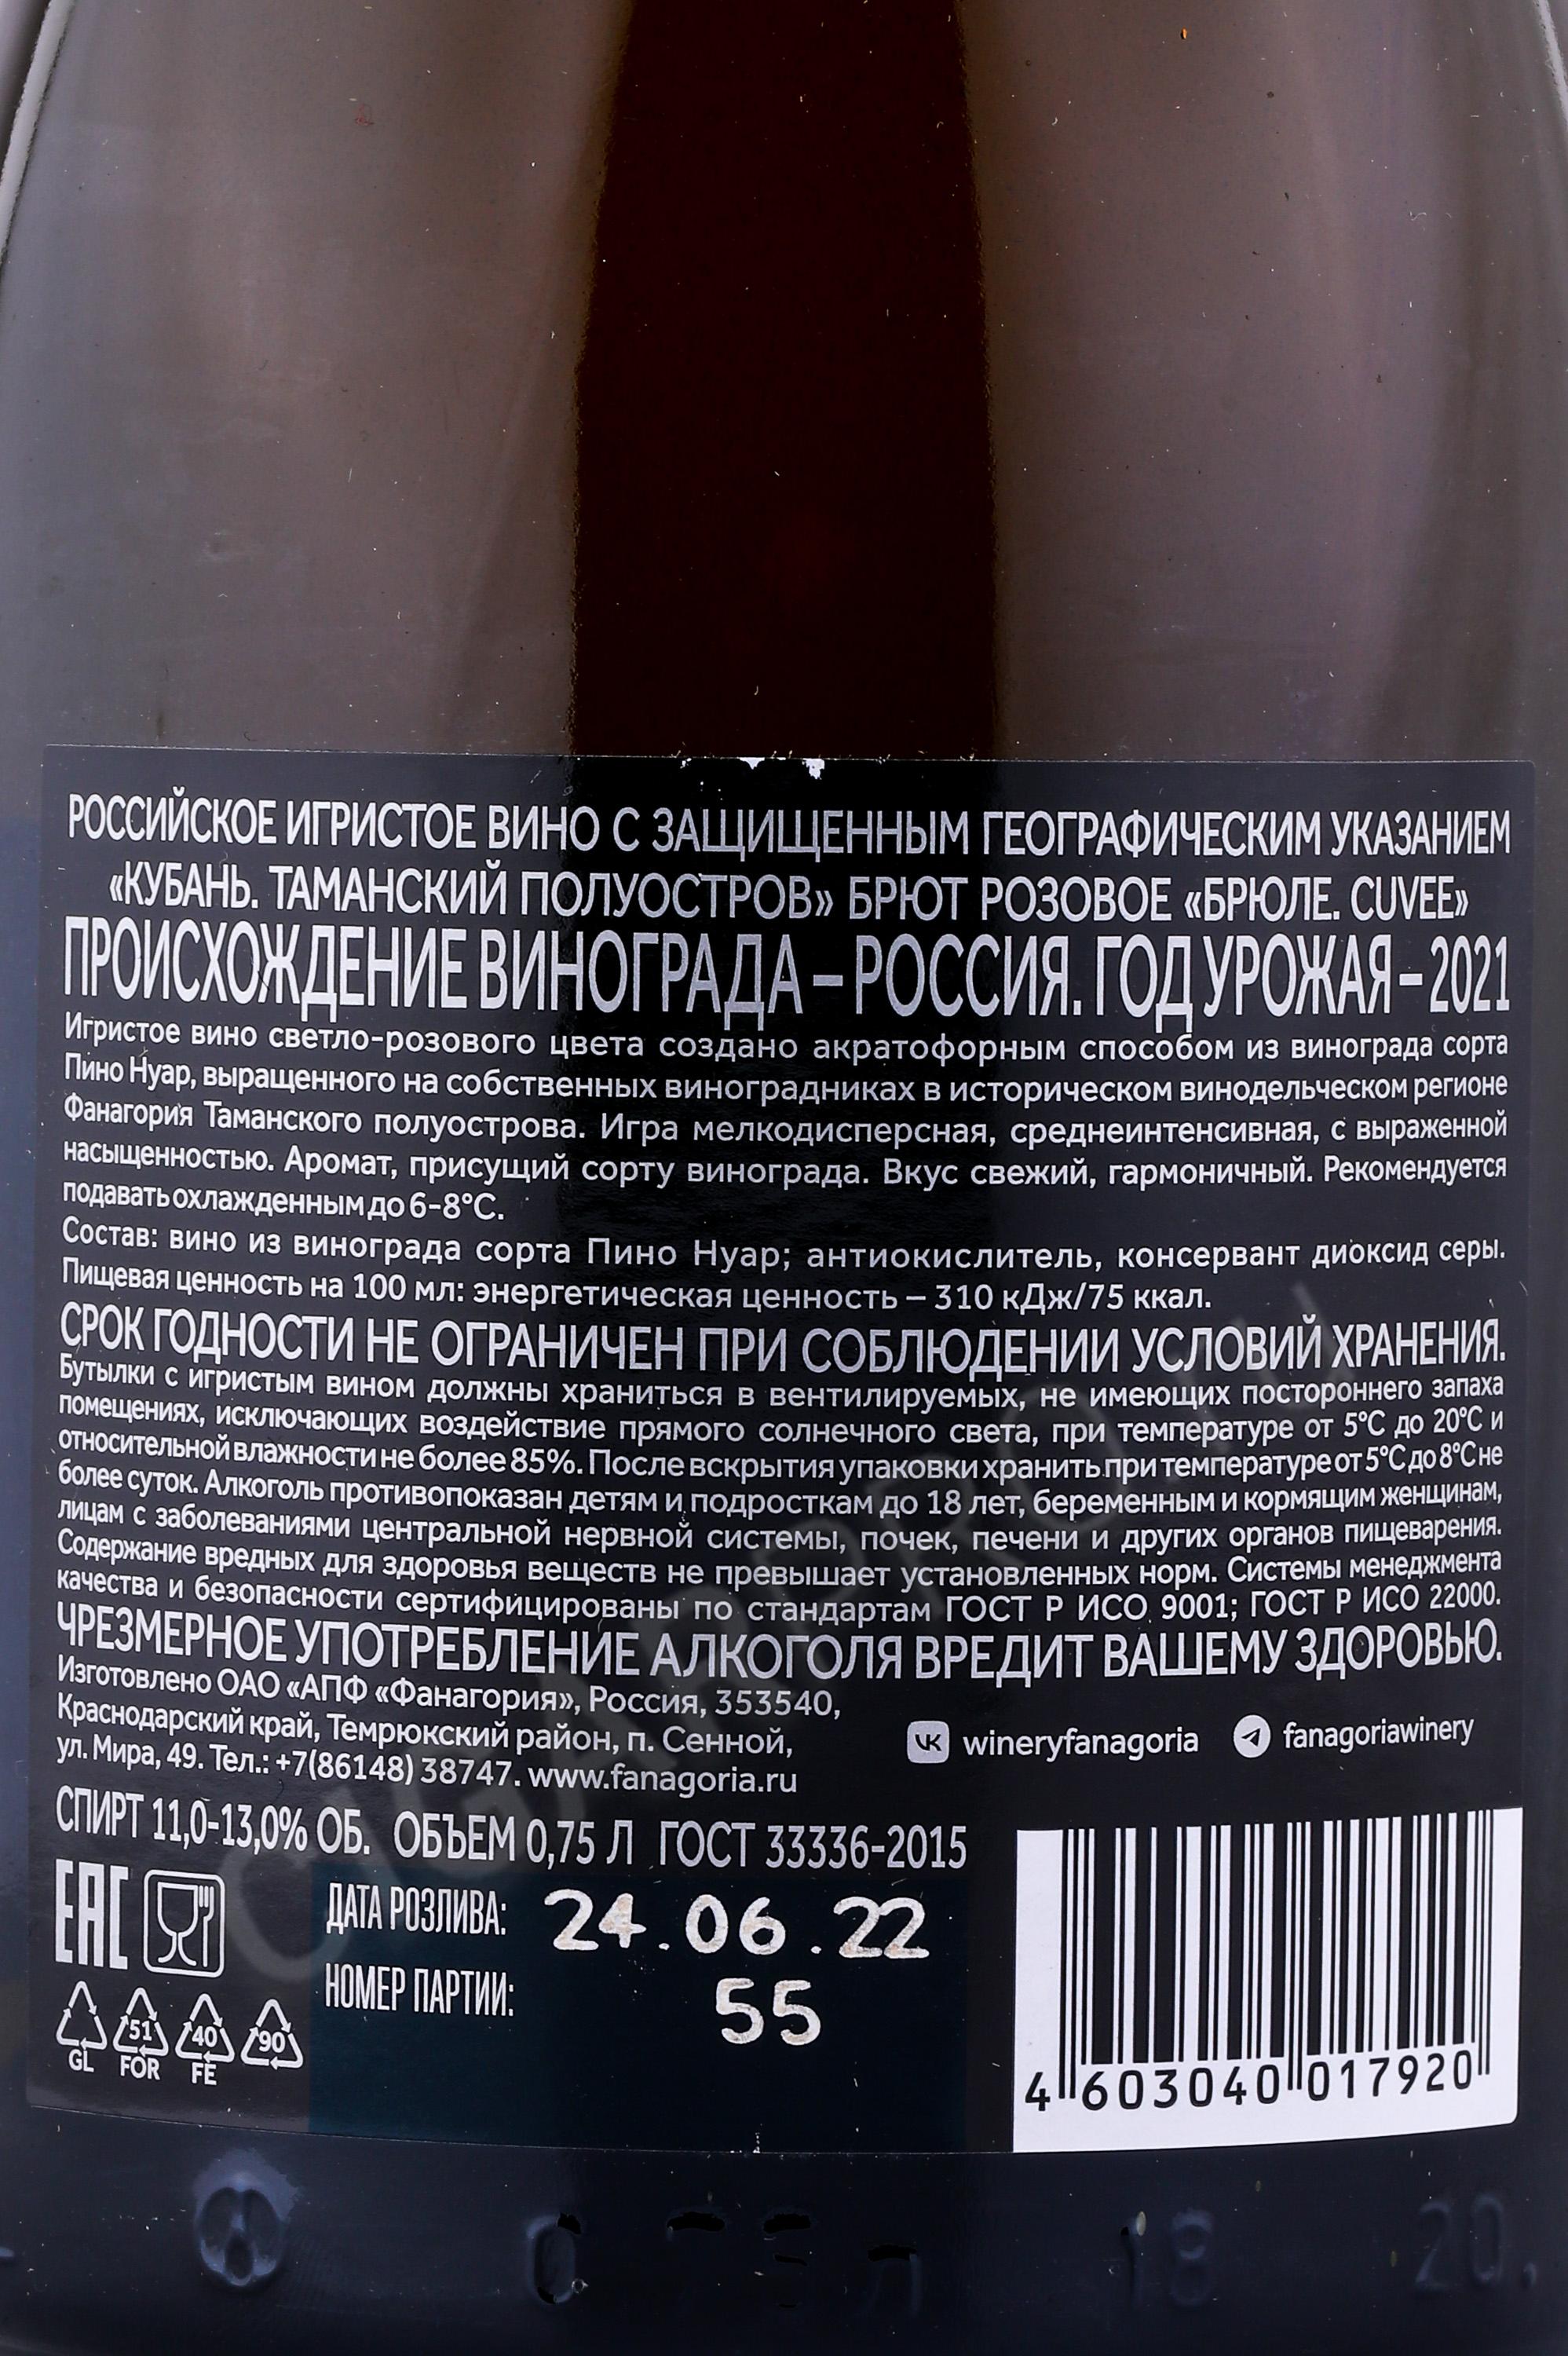 РОССИЙСКОЕ ИГРИСТОЕ ВИНО С ЗАЩИЩЕННЫМ ГЕОГРАФИЧЕСКИМ УКАЗАНИЕМ
«КУБАНЬ. ТАМАНСКИЙ ПОЛУОСТРОВ» БРЮТ РОЗОВОЕ «БРЮЛЕ. CUVEE»
ПРОИСХОЖДЕНИЕ ВИНОГРАДА – РОССИЯ. ГОД УРОЖАЯ – 2021
Игристое вино светло-розового цвета создано акратофорным способом из винограда сорта
Пино Нуар, выращенного на собственных виноградниках в историческом винодельческом регионе
Фанагория Таманского полуострова. Игра мелкодисперсная, среднеинтенсивная, с выраженной
насыщенностью. Аромат, присущий сорту винограда. Вкус свежий, гармоничный. Рекомендуется
подавать охлажденным до 6-8°С.
Состав: вино из винограда сорта Пино Нуар; антиокислитель, консервант диоксид серы.
Пищевая ценность на 100 мл: энергетическая ценность – 310 кДж/75 ккал.
СРОК ГОДНОСТИ НЕ ОГРАНИЧЕН ПРИ СОБЛЮДЕНИИ УСЛОВИЙ ХРАНЕНИЯ.
Бутылки с игристым вином должны храниться в вентилируемых, не имеющих постороннего запаха
помещениях, исключающих воздействие прямого солнечного света, при температуре от 5°С до 20°С и
относительной влажности не более 85%. После вскрытия упаковки хранить при температуре от 5°С до 8°С не
более суток. Алкоголь противопоказан детям и подросткам до 18 лет, беременным и кормящим женщинам,
лицам с заболеваниями центральной нервной системы, почек, печени и других органов пищеварения.
Содержание вредных для здоровья веществ не превышает установленных норм. Системы менеджмента
качества и безопасности сертифицированы по стандартам ГОСТ Р ИСО 9001; ГОСТ Р ИСО 22000.
ЧРЕЗМЕРНОЕ УПОТРЕБЛЕНИЕ АЛКОГОЛЯ ВРЕДИТ ВАШЕМУ ЗДОРОВЬЮ.
Изготовлено ОАО «АПФ «Фанагория», Россия, 353540,
Краснодарский край, Темрюкский район, п. Сенной,
ул. Мира, 49. Тел.: +7(86148) 38747. www.fanagoria.ru
wineryfanagoria fanagoriawinery
СПИРТ 11,0-13,0% ОБ. ОБЪЕМ 0,75 Л ГОСТ 33336-2015
ЕАС
ДАТА РОЗЛИВА: 24.06.22
НОМЕР ПАРТИИ: 55
51 40 90
GL FOR FE
4 603040 017920
CIGARPRO.RU
18 20.